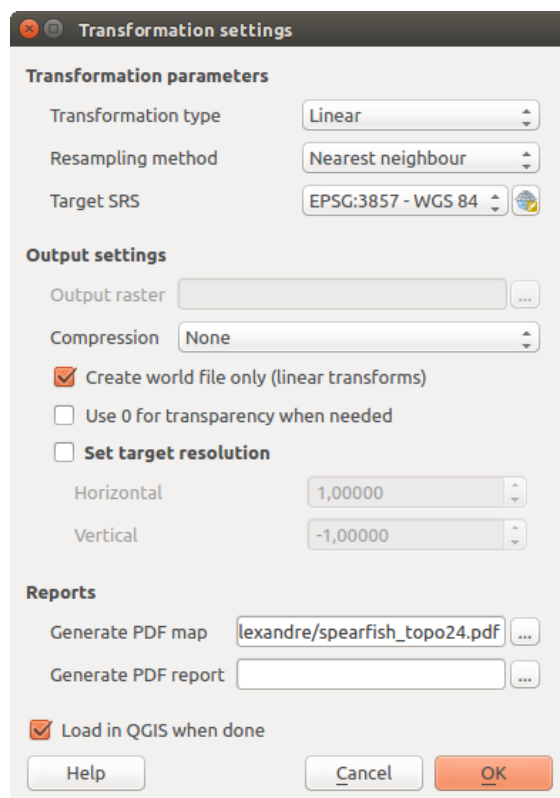 Transformation settings
Transformation parameters
Transformation type Linear
Resampling method Nearest neighbour
Target SRS EPSG:3857 - WGS 84
Output settings
Output raster ...
Compression None
Create world file only (linear transforms)
Use 0 for transparency when needed
Set target resolution
Horizontal 1,00000
Vertical -1,00000
Reports
Generate PDF map lexandre/spearfish_topo24.pdf ...
Generate PDF report ...
Load in QGIS when done
Help Cancel OK